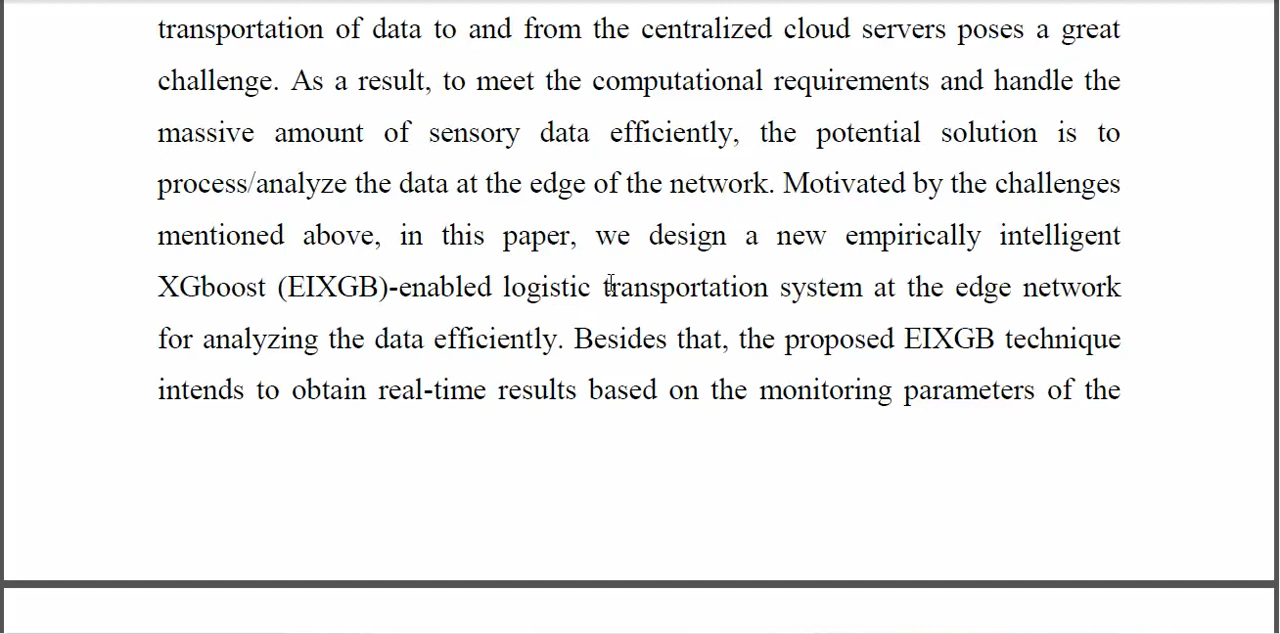 transportation of data to and from the centralized cloud servers poses a great
challenge. As a result, to meet the computational requirements and handle the
massive amount of sensory data efficiently, the potential solution is to
process/analyze the data at the edge of the network. Motivated by the challenges
mentioned above, in this paper, we design a new empirically intelligent
XGboost (EIXGB)-enabled logistic transportation system at the edge network
for analyzing the data efficiently. Besides that, the proposed EIXGB technique
intends to obtain real-time results based on the monitoring parameters of the